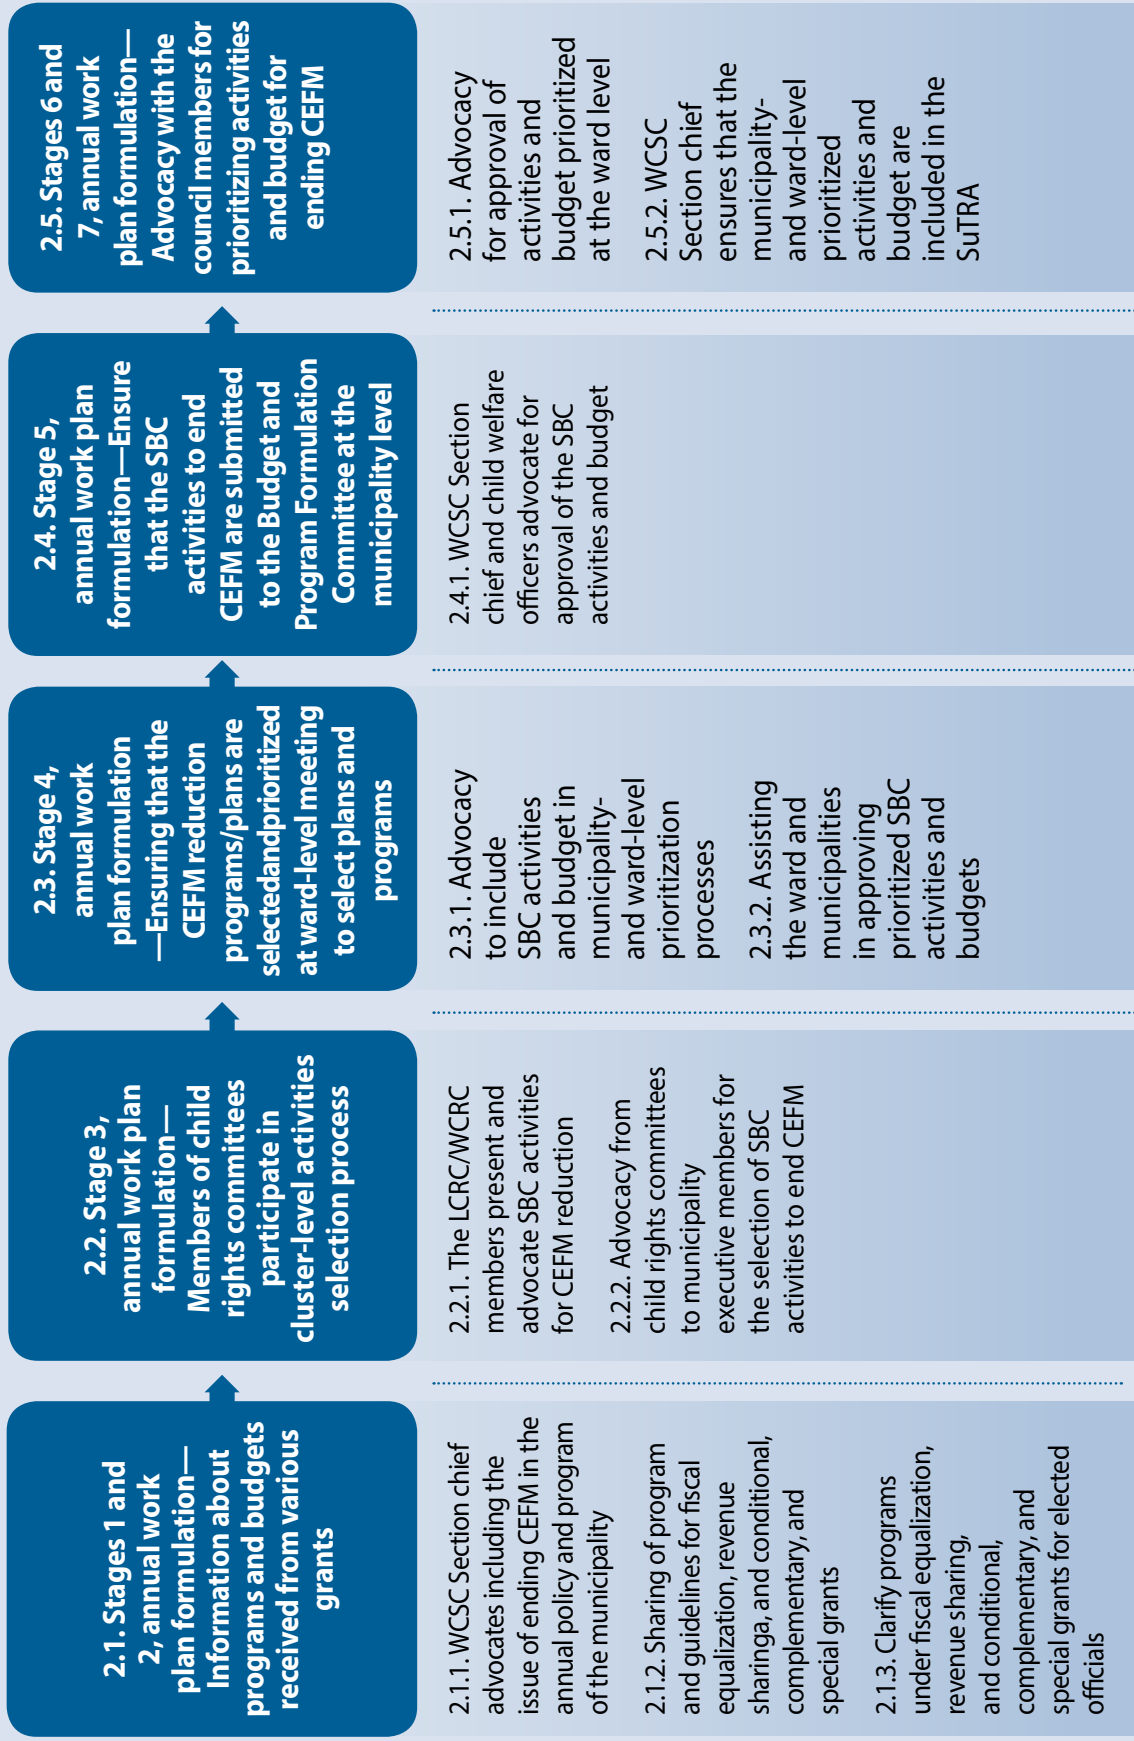 2.1. Stages 1 and
2, annual work
plan formulation—
Information about
programs and budgets
received from various
grants
2.1.1. WCSC Section chief
advocates including the
issue of ending CEFM in the
annual policy and program
of the municipality
2.1.2. Sharing of program
and guidelines for fiscal
equalization, revenue
sharinga, and conditional,
complementary, and
special grants
2.1.3. Clarify programs
under fiscal equalization,
revenue sharing,
and conditional,
complementary, and
special grants for elected
officials
2.2. Stage 3,
annual work plan
formulation—
Members of child
rights committees
participate in
cluster-level activities
selection process
2.2.1. The LCRC/WCRC
members present and
advocate SBC activities
for CEFM reduction
2.2.2. Advocacy from
child rights committees
to municipality
executive members for
the selection of SBC
activities to end CEFM
2.3. Stage 4,
annual work
plan formulation
—Ensuring that the
CEFM reduction
programs/plans are
selectedandprioritized
at ward-level meeting
to select plans and
programs
2.3.1. Advocacy
to include
SBC activities
and budget in
municipality-
and ward-level
prioritization
processes
2.3.2. Assisting
the ward and
municipalities
in approving
prioritized SBC
activities and
budgets
2.4. Stage 5,
annual work plan
formulation—Ensure
that the SBC
activities to end
CEFM are submitted
to the Budget and
Program Formulation
Committee at the
municipality level
2.4.1. WCSC Section
chief and child welfare
officers advocate for
approval of the SBC
activities and budget
2.5. Stages 6 and
7, annual work
plan formulation—
Advocacy with the
council members for
prioritizing activities
and budget for
ending CEFM
2.5.1. Advocacy
for approval of
activities and
budget prioritized
at the ward level
2.5.2. WCSC
Section chief
ensures that the
municipality-
and ward-level
prioritized
activities and
budget are
included in the
SuTRA